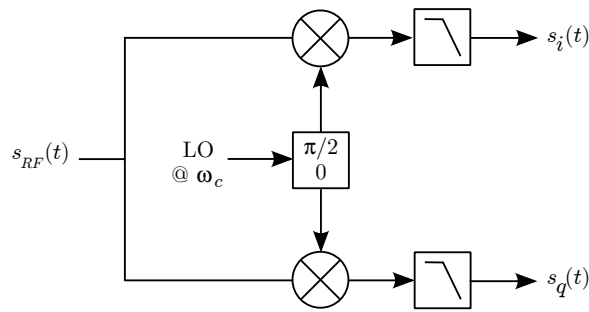 s_i(t)
s_RF(t)
LO
@ ω_c
π/2
0
s_q(t)